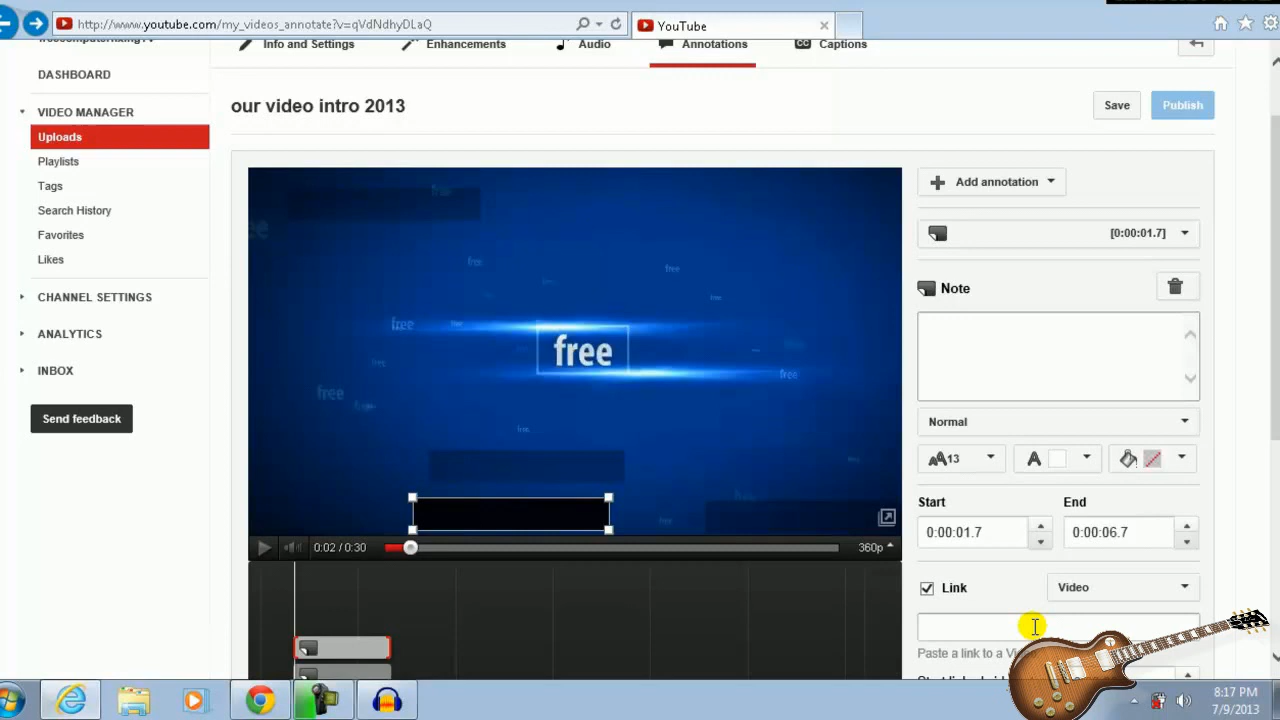 http://www.youtube.com/my_videos_annotate?v=qVdNdhyDLaQ
YouTube
Info and Settings
Enhancements
Audio
Annotations
CC Captions
DASHBOARD
VIDEO MANAGER
Uploads
Playlists
Tags
Search History
Favorites
Likes
CHANNEL SETTINGS
ANALYTICS
INBOX
Send feedback
our video intro 2013
Save
Publish
free
free
free
free
free
free
free
free
free
Add annotation
[0:00:01.7]
Note
Normal
AA13
A
Start
End
0:00:01.7
0:00:06.7
Link
Video
Paste a link to a
0:02 / 0:30
360p
8:17 PM
7/9/2013